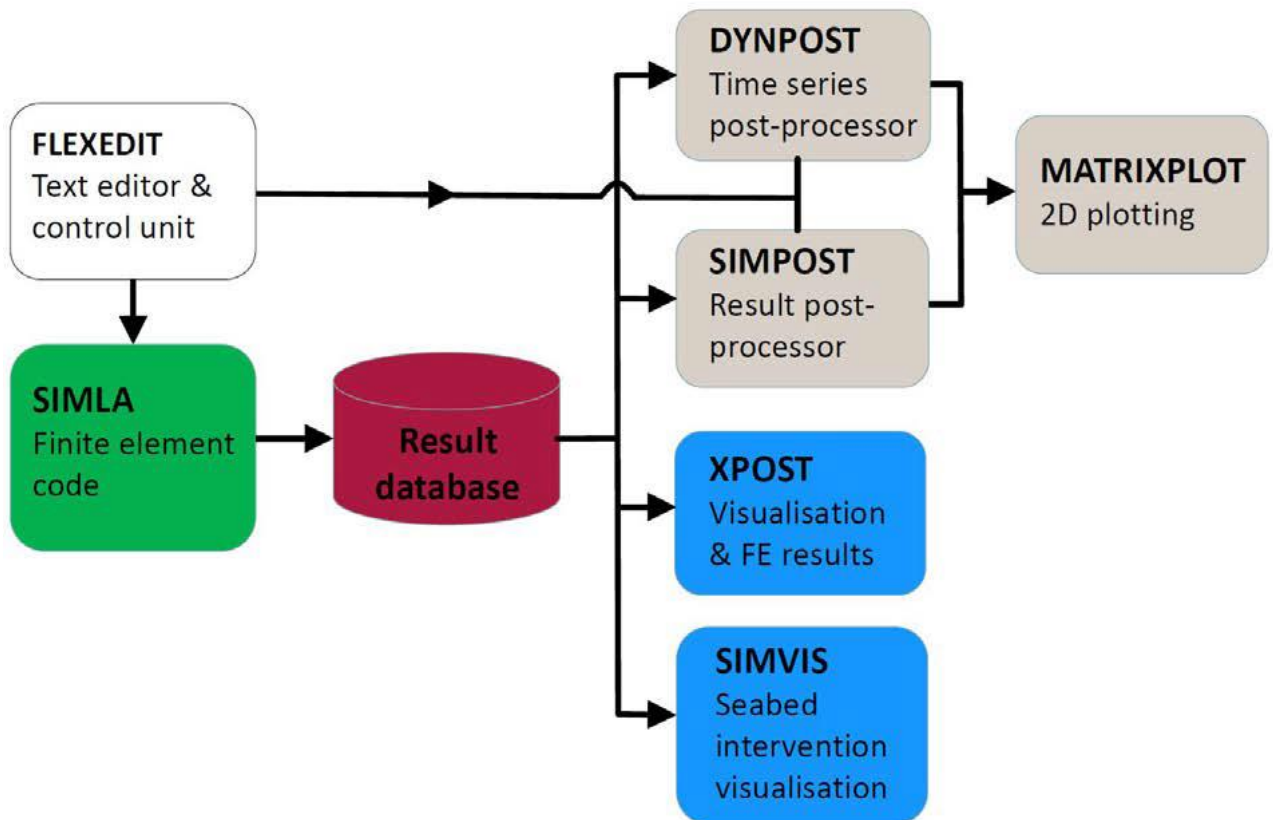 FLEXEDIT
Text editor &
control unit
SIMLA
Finite element
code
Result
database
DYNPOST
Time series
post-processor
SIMPOST
Result post-
processor
XPOST
Visualisation
& FE results
SIMVIS
Seabed
intervention
visualisation
MATRIXPLOT
2D plotting